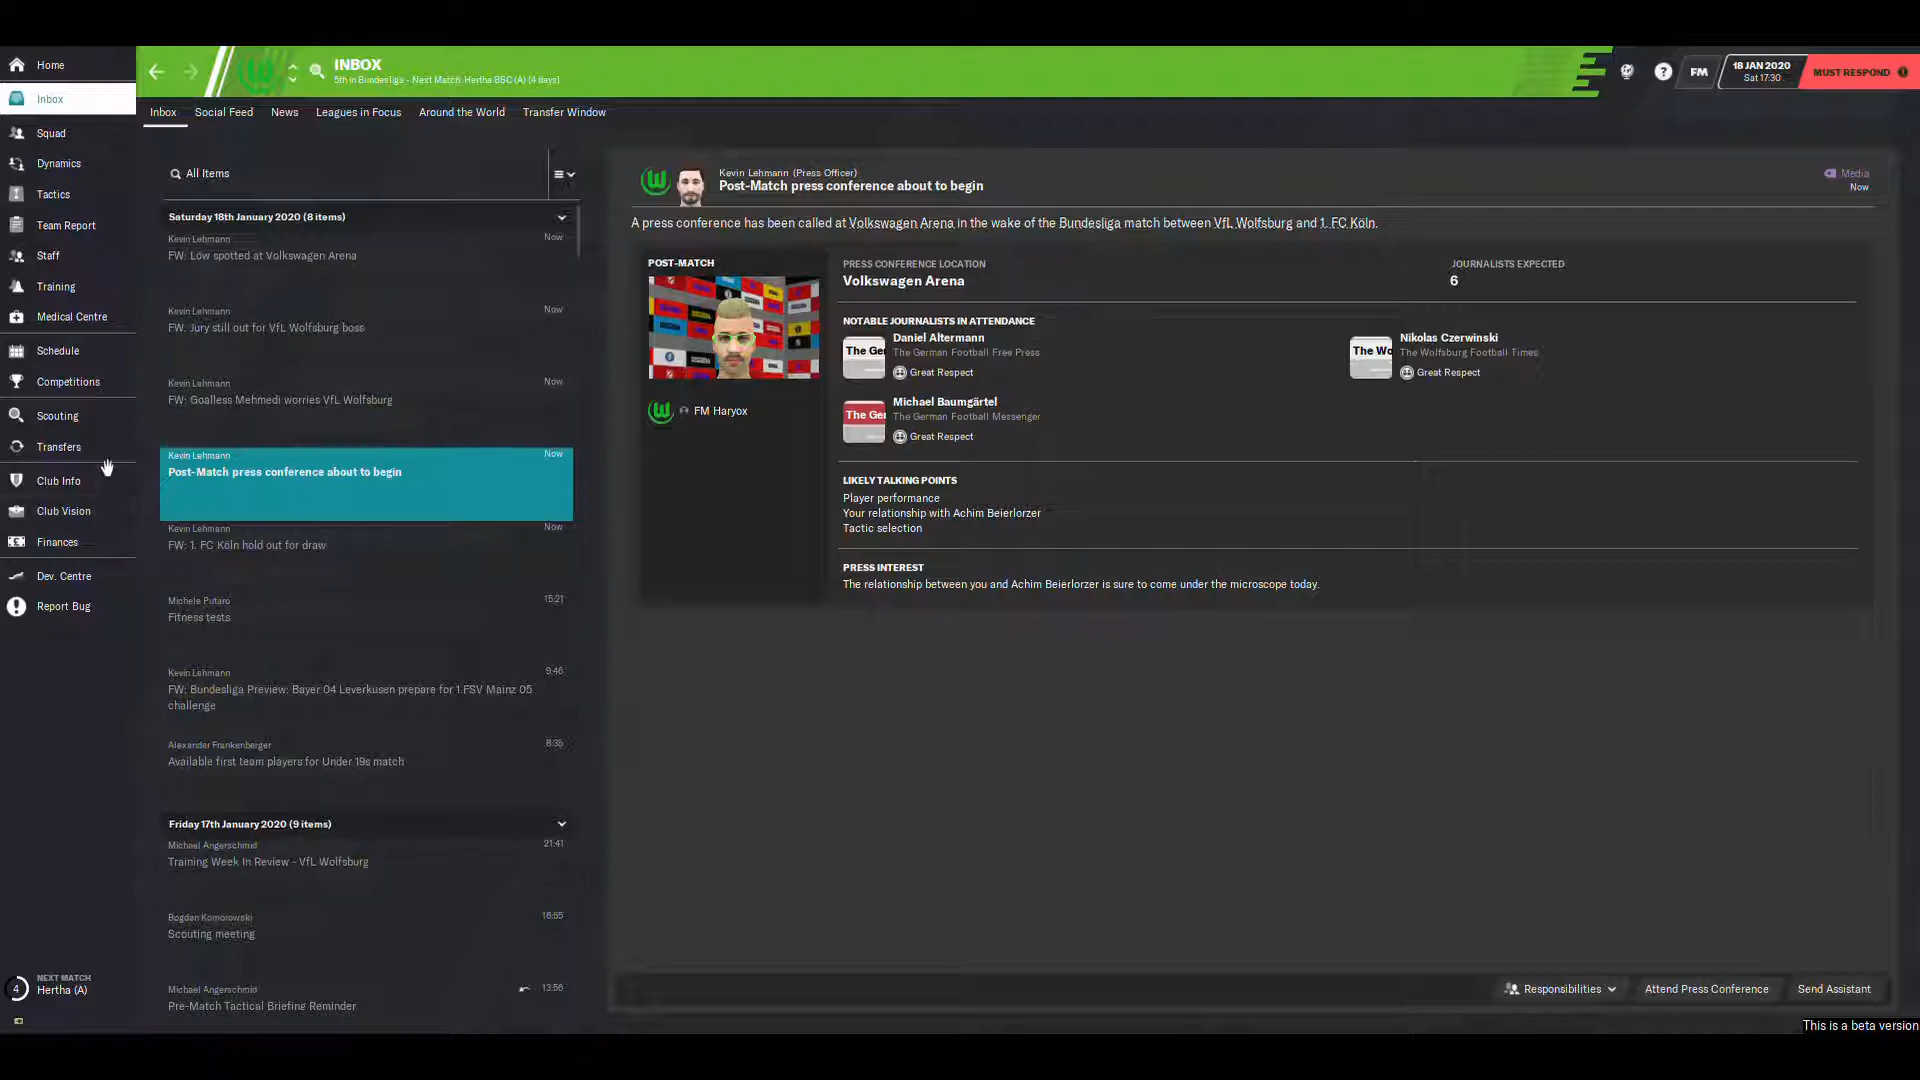 Home
Inbox
Squad
Dynamics
Tactics
Team Report
Staff
Training
Medical Centre
Schedule
Competitions
Scouting
Transfers
Club Info
Club Vision
Finances
Dev. Centre
Report Bug
4
NEXT MATCH
Hertha (A)
INBOX
5th in Bundesliga - Next Match: Hertha BSC (A) (4 days)
FM
18 JAN 2020
Sat 17:30
MUST RESPOND
Inbox Social Feed News Leagues in Focus Around the World Transfer Window
All Items
Saturday 18th January 2020 (8 items)
Kevin Lehmann Now
FW: Löw spotted at Volkswagen Arena
Kevin Lehmann Now
FW: Jury still out for VfL Wolfsburg boss
Kevin Lehmann Now
FW: Goalless Mehmedi worries VfL Wolfsburg
Kevin Lehmann Now
Post-Match press conference about to begin
Kevin Lehmann Now
FW: 1. FC Köln hold out for draw
Michele Putaro 15:21
Fitness tests
Kevin Lehmann 9:46
FW: Bundesliga Preview: Bayer 04 Leverkusen prepare for 1.FSV Mainz 05
challenge
Alexander Frankenberger 8:35
Available first team players for Under 19s match
Friday 17th January 2020 (9 items)
Michael Angerschmid 21:41
Training Week In Review - VfL Wolfsburg
Bogdan Komorowski 16:55
Scouting meeting
Michael Angerschmid 13:56
Pre-Match Tactical Briefing Reminder
Kevin Lehmann (Press Officer)
Post-Match press conference about to begin
Media
Now
A press conference has been called at Volkswagen Arena in the wake of the Bundesliga match between VfL Wolfsburg and 1. FC Köln.
POST-MATCH
FM Haryox
PRESS CONFERENCE LOCATION
Volkswagen Arena
JOURNALISTS EXPECTED
6
NOTABLE JOURNALISTS IN ATTENDANCE
The Ger
Daniel Altermann
The German Football Free Press
Great Respect
The Wo
Nikolas Czerwinski
The Wolfsburg Football Times
Great Respect
The Ger
Michael Baumgärtel
The German Football Messenger
Great Respect
LIKELY TALKING POINTS
Player performance
Your relationship with Achim Beierlorzer
Tactic selection
PRESS INTEREST
The relationship between you and Achim Beierlorzer is sure to come under the microscope today.
Responsibilities Attend Press Conference Send Assistant
This is a beta version